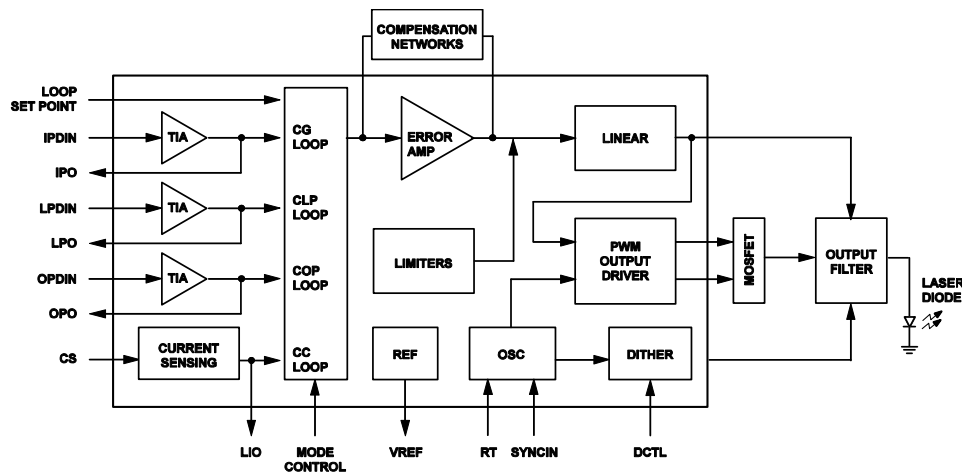 COMPENSATION
NETWORKS
LOOP
SET POINT
IPDIN
TIA
IPO
LPDIN
TIA
LPO
OPDIN
TIA
OPO
CS
CURRENT
SENSING
CG
LOOP
CLP
LOOP
COP
LOOP
CC
LOOP
ERROR
AMP
LIMITERS
REF
LINEAR
PWM
OUTPUT
DRIVER
OSC
DITHER
MOSFET
OUTPUT
FILTER
LASER
DIODE
LIO
MODE
CONTROL
VREF
RT
SYNCIN
DCTL